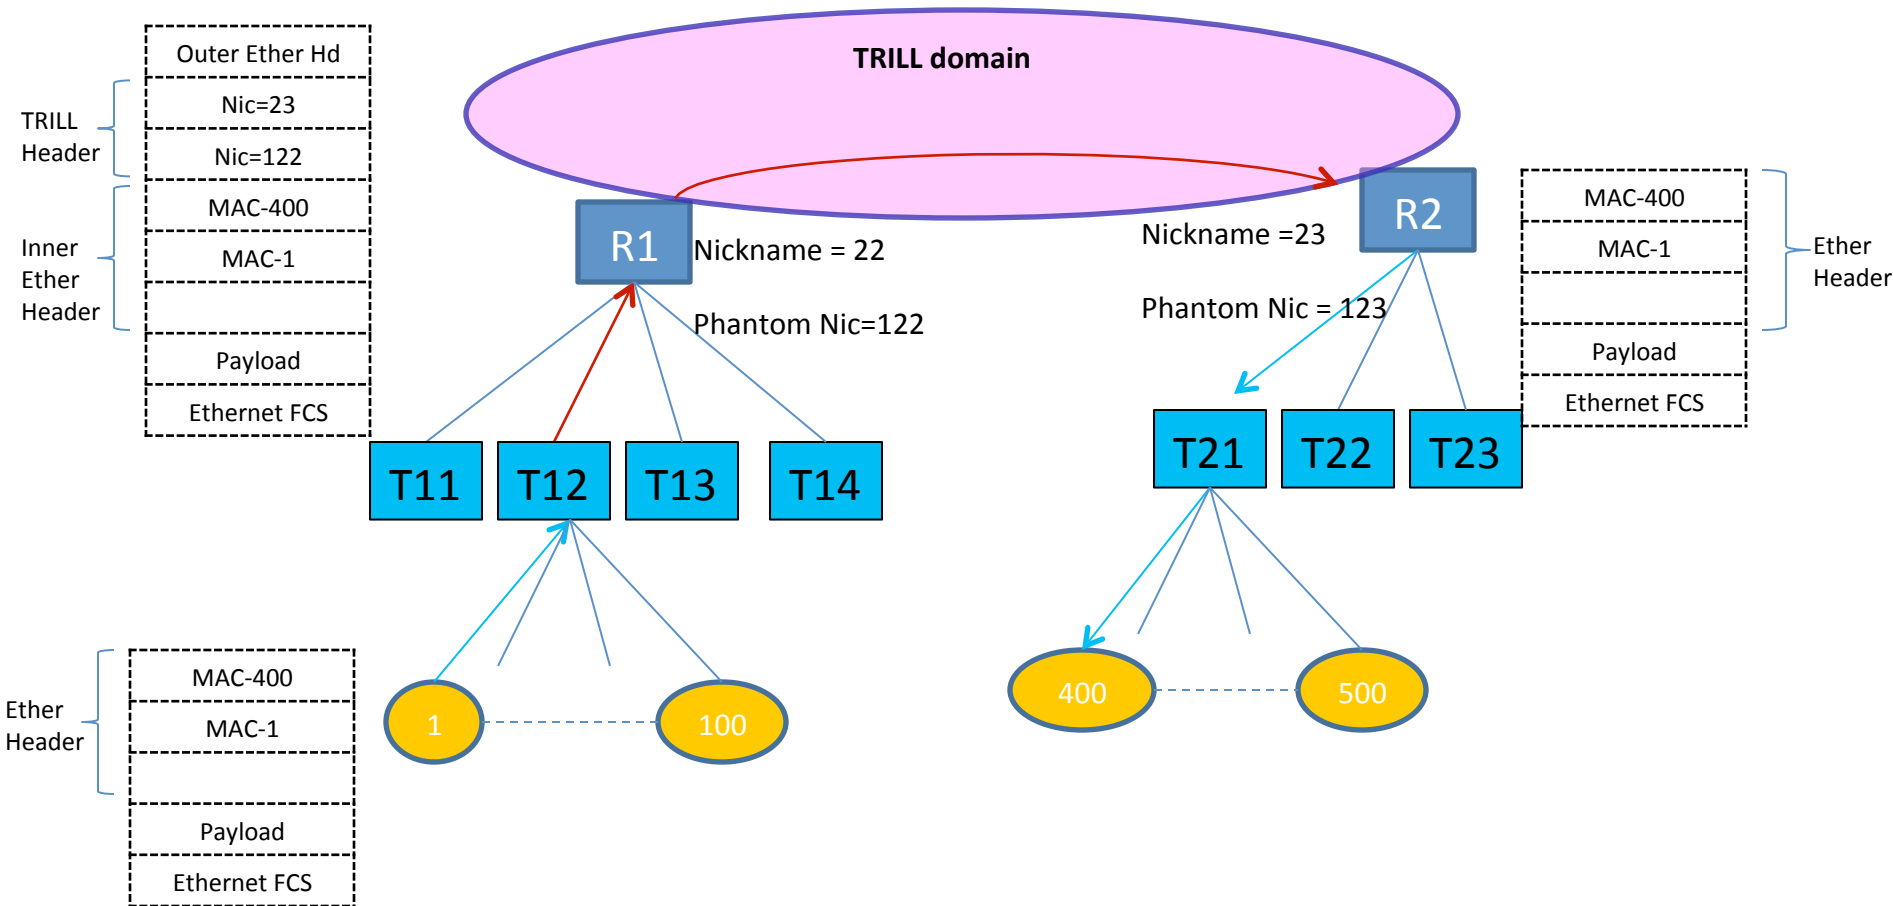 TRILL domain
Outer Ether Hd
Nic=23
Nic=122
MAC-400
MAC-1
Payload
Ethernet FCS
TRILL
Header
Inner
Ether
Header
R1
Nickname = 22
Phantom Nic=122
Nickname =23
Phantom Nic = 123
R2
MAC-400
MAC-1
Payload
Ethernet FCS
Ether
Header
T11
T12
T13
T14
T21
T22
T23
Ether
Header
MAC-400
MAC-1
Payload
Ethernet FCS
1
100
400
500